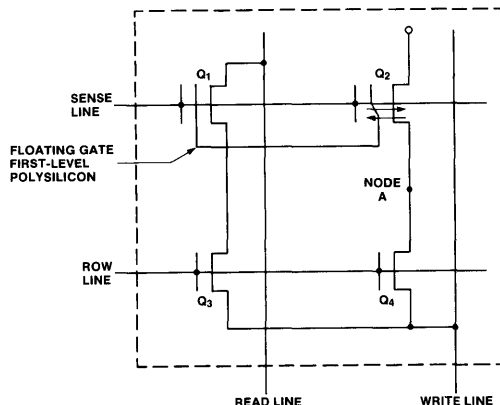 Q1
Q2
SENSE
LINE
FLOATING GATE
FIRST-LEVEL
POLYSILICON
NODE
A
ROW
LINE
Q3
Q4
READ LINE
WRITE LINE